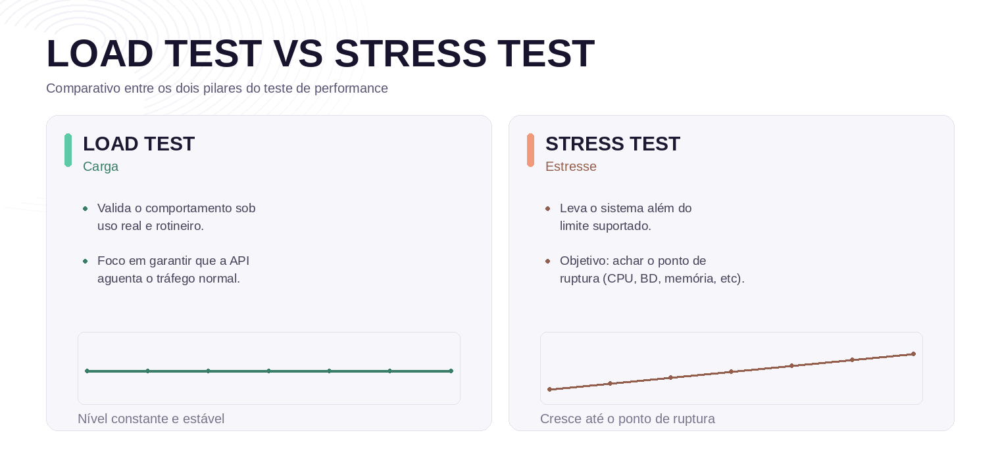 LOAD TEST VS STRESS TEST
Comparativo entre os dois pilares do teste de performance
LOAD TEST
Carga
Valida o comportamento sob
uso real e rotineiro.
Foco em garantir que a API
aguenta o tráfego normal.
Nível constante e estável
STRESS TEST
Estresse
Leva o sistema além do
limite suportado.
Objetivo: achar o ponto de
ruptura (CPU, BD, memória, etc).
Cresce até o ponto de ruptura